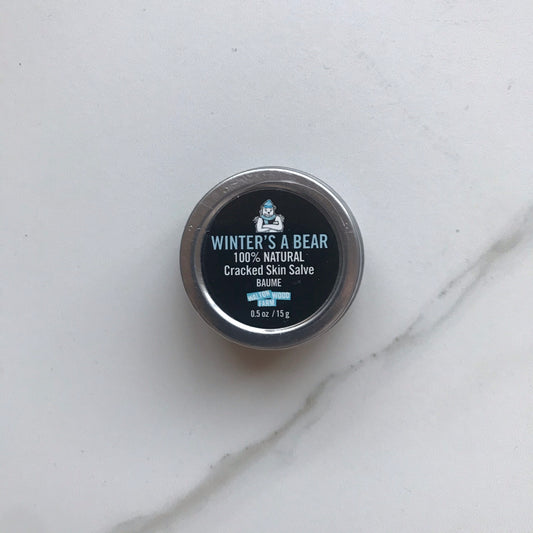 WINTER'S A BEAR
100% NATURAL
Cracked Skin Salve
BAUME
WALTON WOOD
FARM
0.5 oz / 15 g